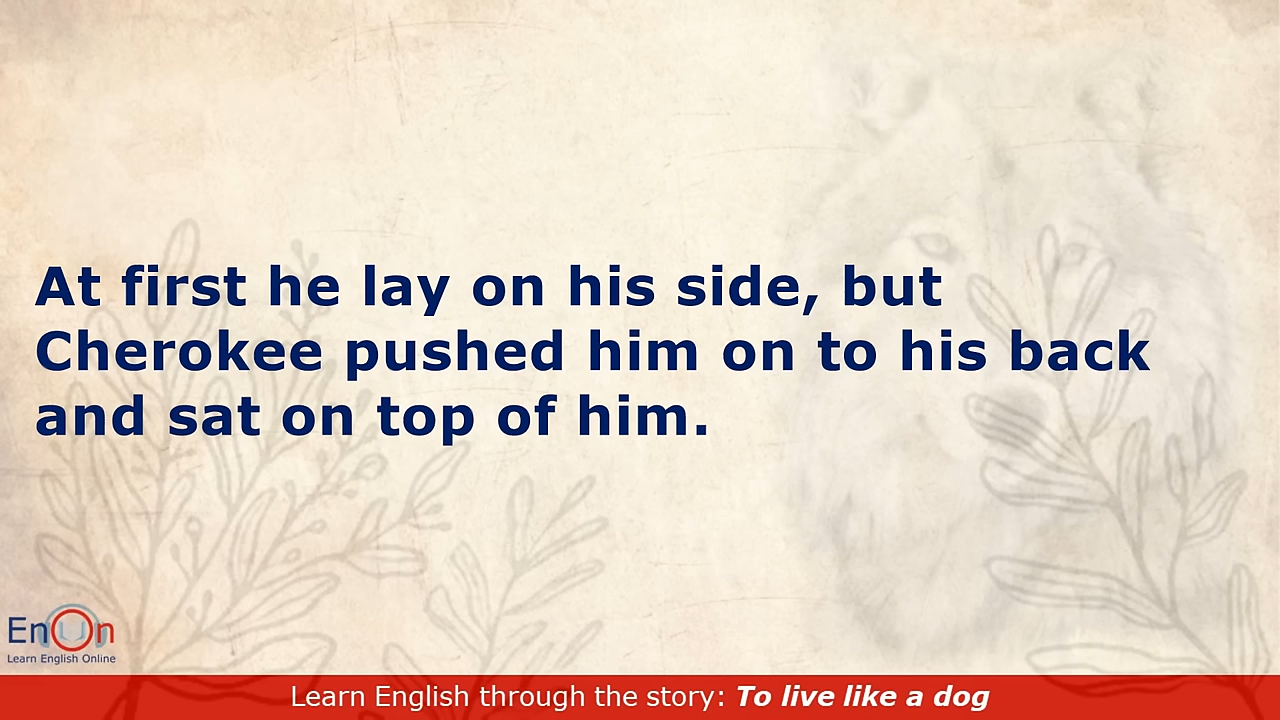 At first he lay on his side, but
Cherokee pushed him on to his back
and sat on top of him.
EnOn
Learn English Online
Learn English through the story: To live like a dog